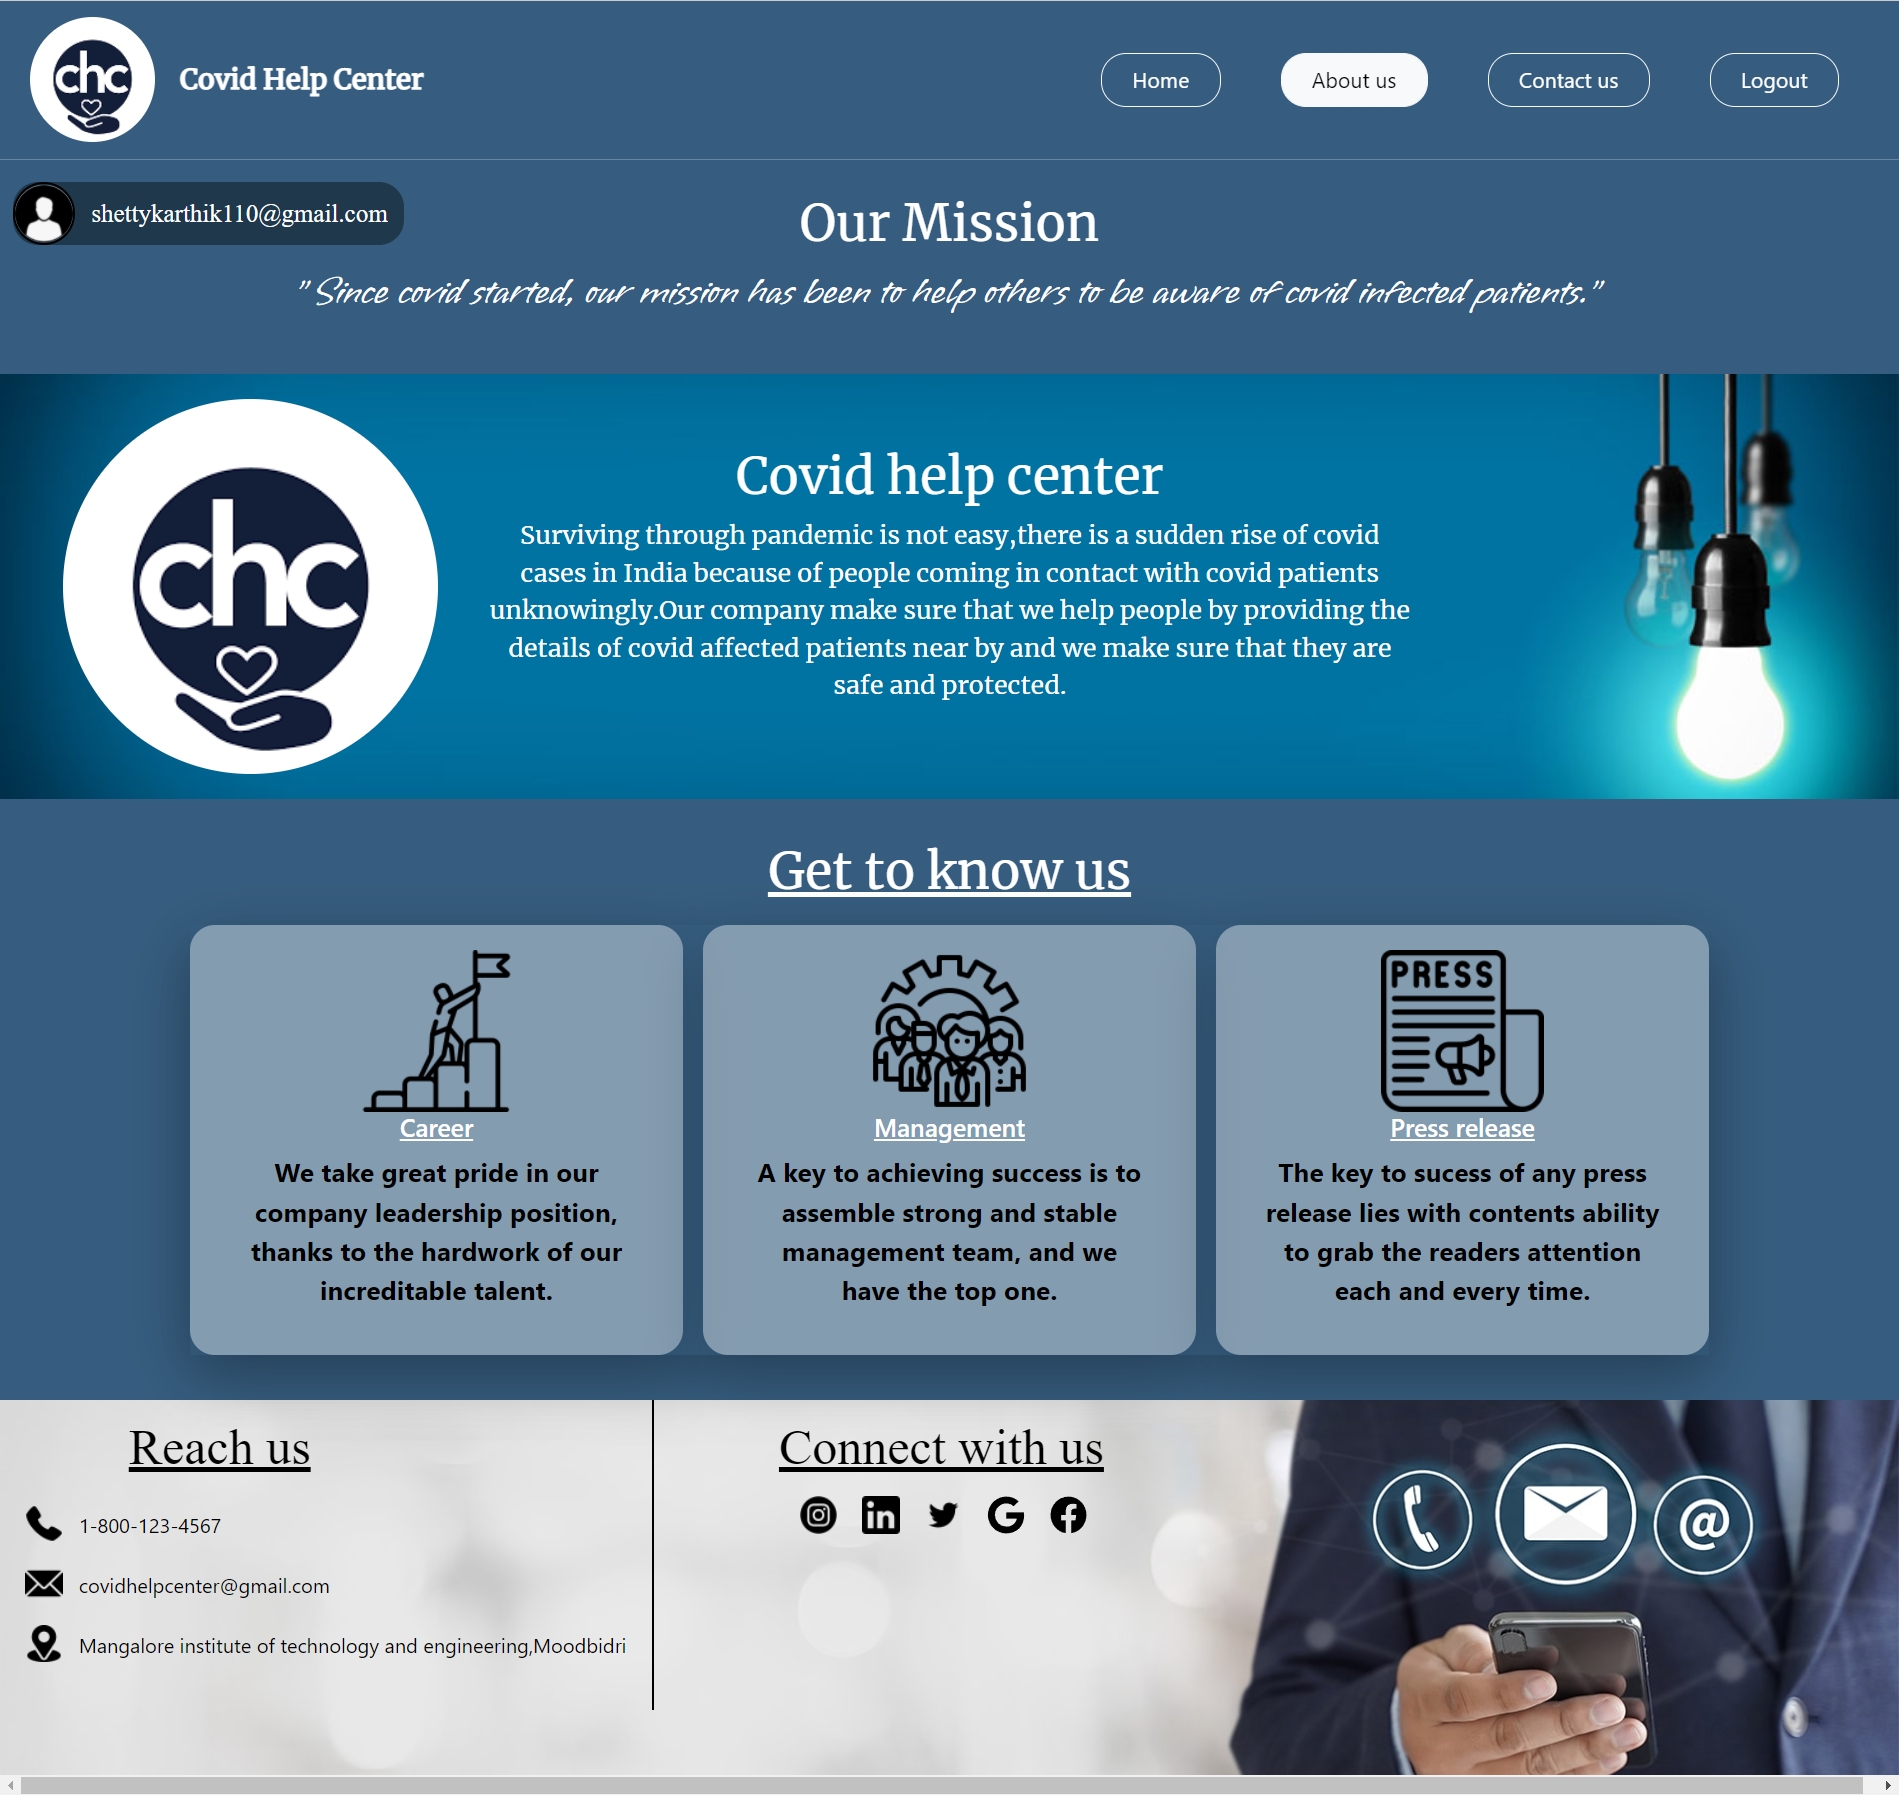 chc
Covid Help Center
Home
About us
Contact us
Logout
shettykarthik110@gmail.com
Our Mission
"Since covid started, our mission has been to help others to be aware of covid infected patients."
chc
Covid help center
Surviving through pandemic is not easy,there is a sudden rise of covid
cases in India because of people coming in contact with covid patients
unknowingly.Our company make sure that we help people by providing the
details of covid affected patients near by and we make sure that they are
safe and protected.
Get to know us
Career
We take great pride in our
company leadership position,
thanks to the hardwork of our
increditable talent.
Management
A key to achieving success is to
assemble strong and stable
management team, and we
have the top one.
PRESS
Press release
The key to sucess of any press
release lies with contents ability
to grab the readers attention
each and every time.
Reach us
1-800-123-4567
covidhelpcenter@gmail.com
Mangalore institute of technology and engineering,Moodbidri
Connect with us
in
G
f
@